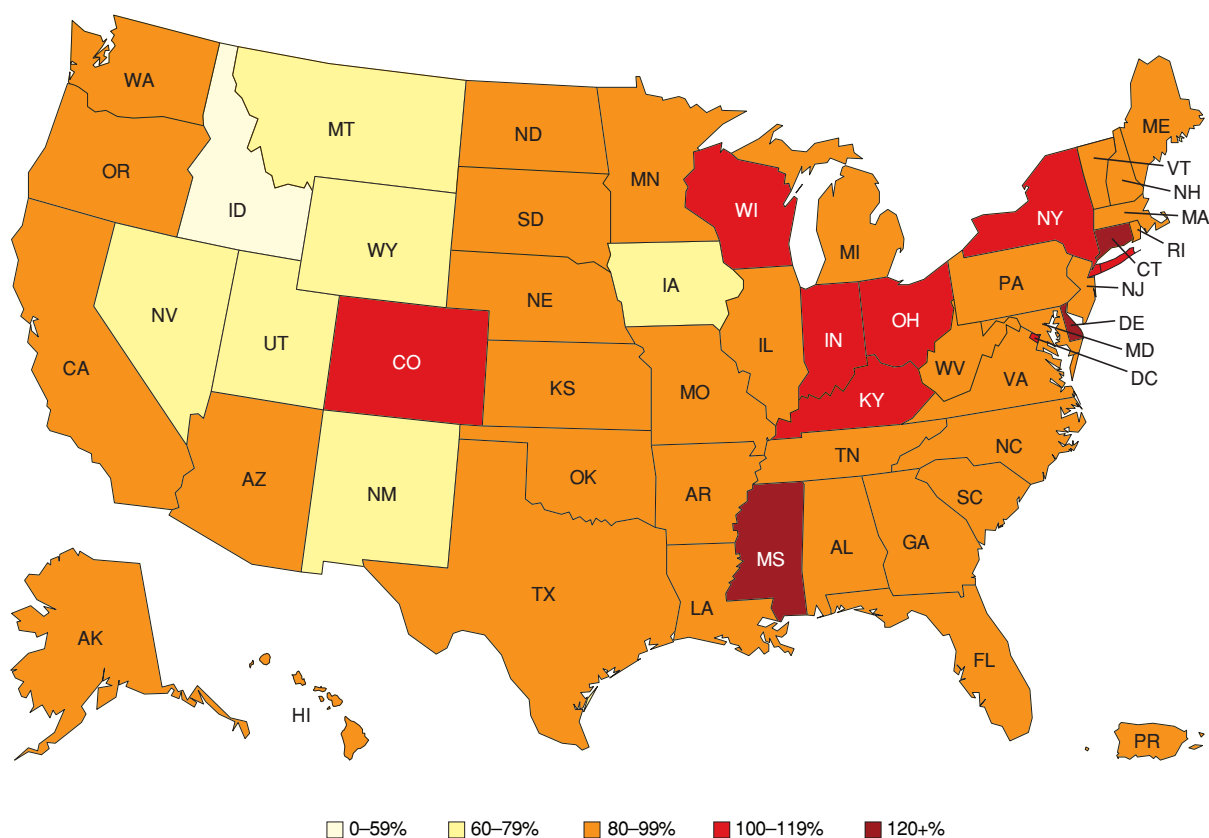 WA
MT
ND
MN
ME
OR
ID
SD
WI
VT
NH
MA
NY
RI
WY
MI
CT
IA
PA
NJ
NE
NV
UT
CO
IL
IN
OH
DE
MD
DC
CA
KS
MO
WV
VA
KY
AZ
NM
OK
AR
TN
NC
SC
TX
LA
MS
AL
GA
AK
HI
FL
PR
0–59%
60–79%
80–99%
100–119%
120+%